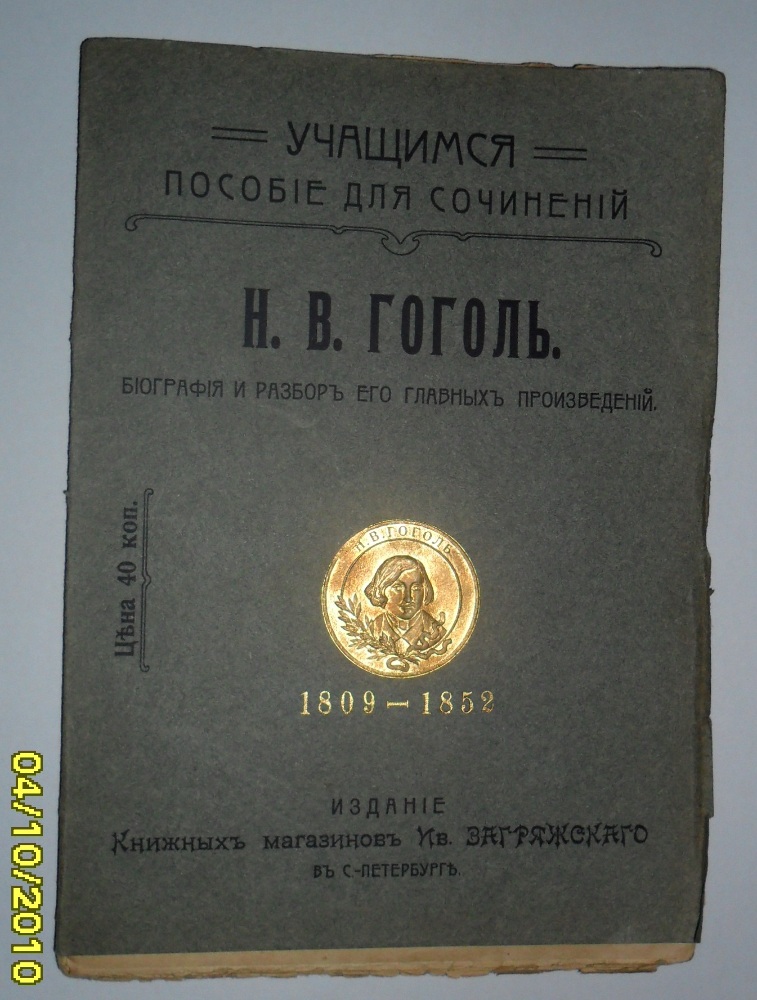 УЧАЩИМСЯ
ПОСОБІЕ ДЛЯ СОЧИНЕНІЙ
Н. В. ГОГОЛЬ.
БІОГРАФІЯ И РАЗБОРЪ ЕГО ГЛАВНЫХЪ ПРОИЗВЕДЕНІЙ.
Цѣна 40 коп.
Н. В. ГОГОЛЬ
1809 — 1852
ИЗДАНІЕ
Книжныхъ магазиновъ Ив. ЗАГРЯЖСКАГО
ВЪ С.-ПЕТЕРБУРГѢ.
04/10/2010